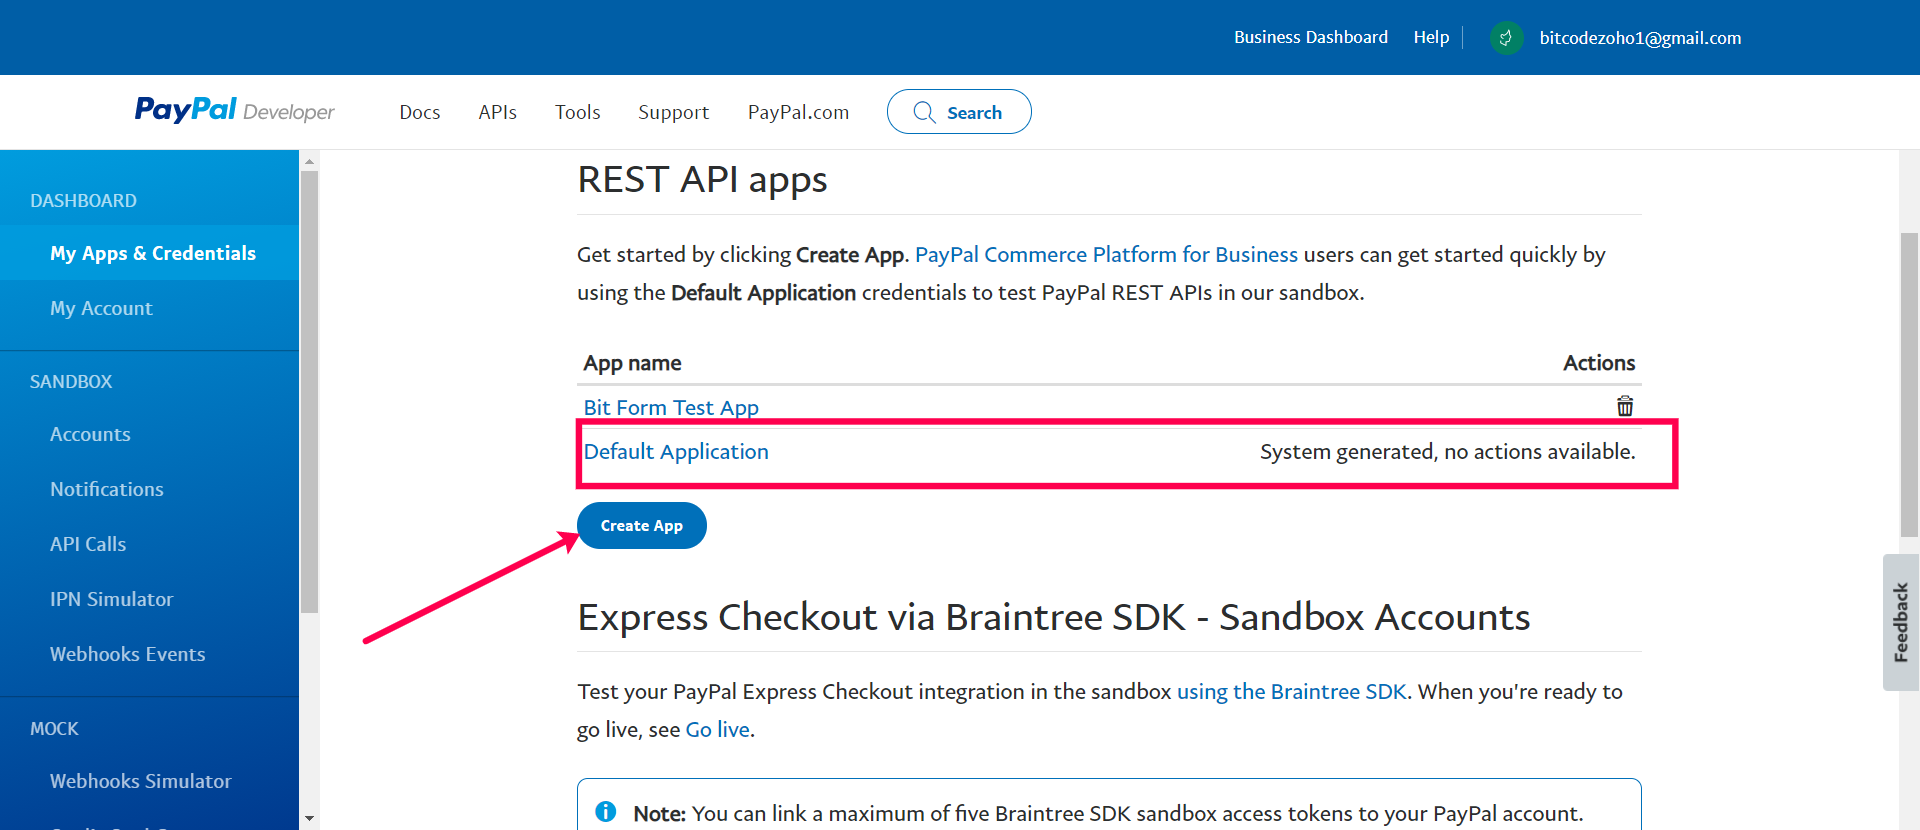 Business Dashboard Help bitcodezoho1@gmail.com
PayPal Developer Docs APIs Tools Support PayPal.com Search
DASHBOARD
My Apps & Credentials
My Account
SANDBOX
Accounts
Notifications
API Calls
IPN Simulator
Webhooks Events
MOCK
Webhooks Simulator
REST API apps
Get started by clicking Create App. PayPal Commerce Platform for Business users can get started quickly by
using the Default Application credentials to test PayPal REST APIs in our sandbox.
App name Actions
Bit Form Test App
Default Application System generated, no actions available.
Create App
Express Checkout via Braintree SDK - Sandbox Accounts
Test your PayPal Express Checkout integration in the sandbox using the Braintree SDK. When you're ready to
go live, see Go live.
Note: You can link a maximum of five Braintree SDK sandbox access tokens to your PayPal account.
Feedback